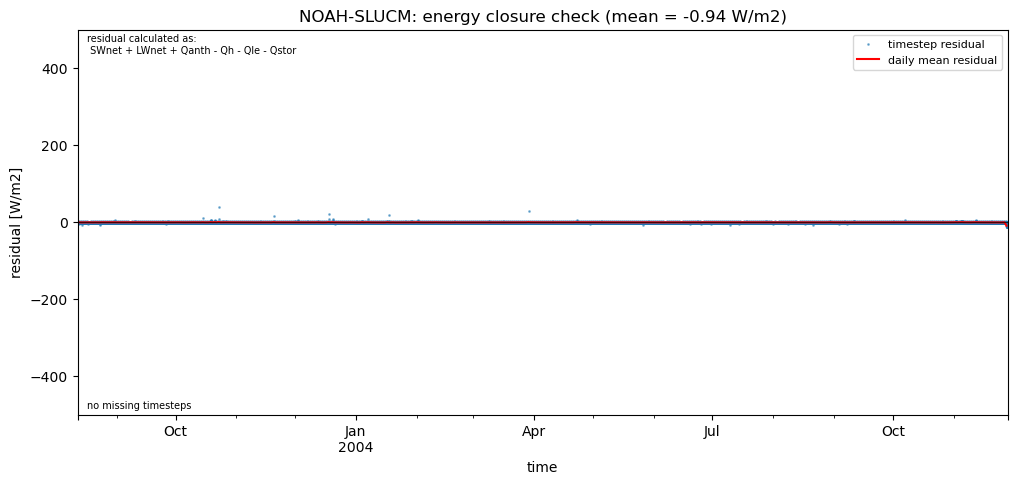 NOAH-SLUCM: energy closure check (mean = -0.94 W/m2)
residual calculated as:
SWnet + LWnet + Qanth - Qh - Qle - Qstor
timestep residual
daily mean residual
400
200
0
−200
−400
residual [W/m2]
no missing timesteps
Oct
Jan
2004
Apr
Jul
Oct
time